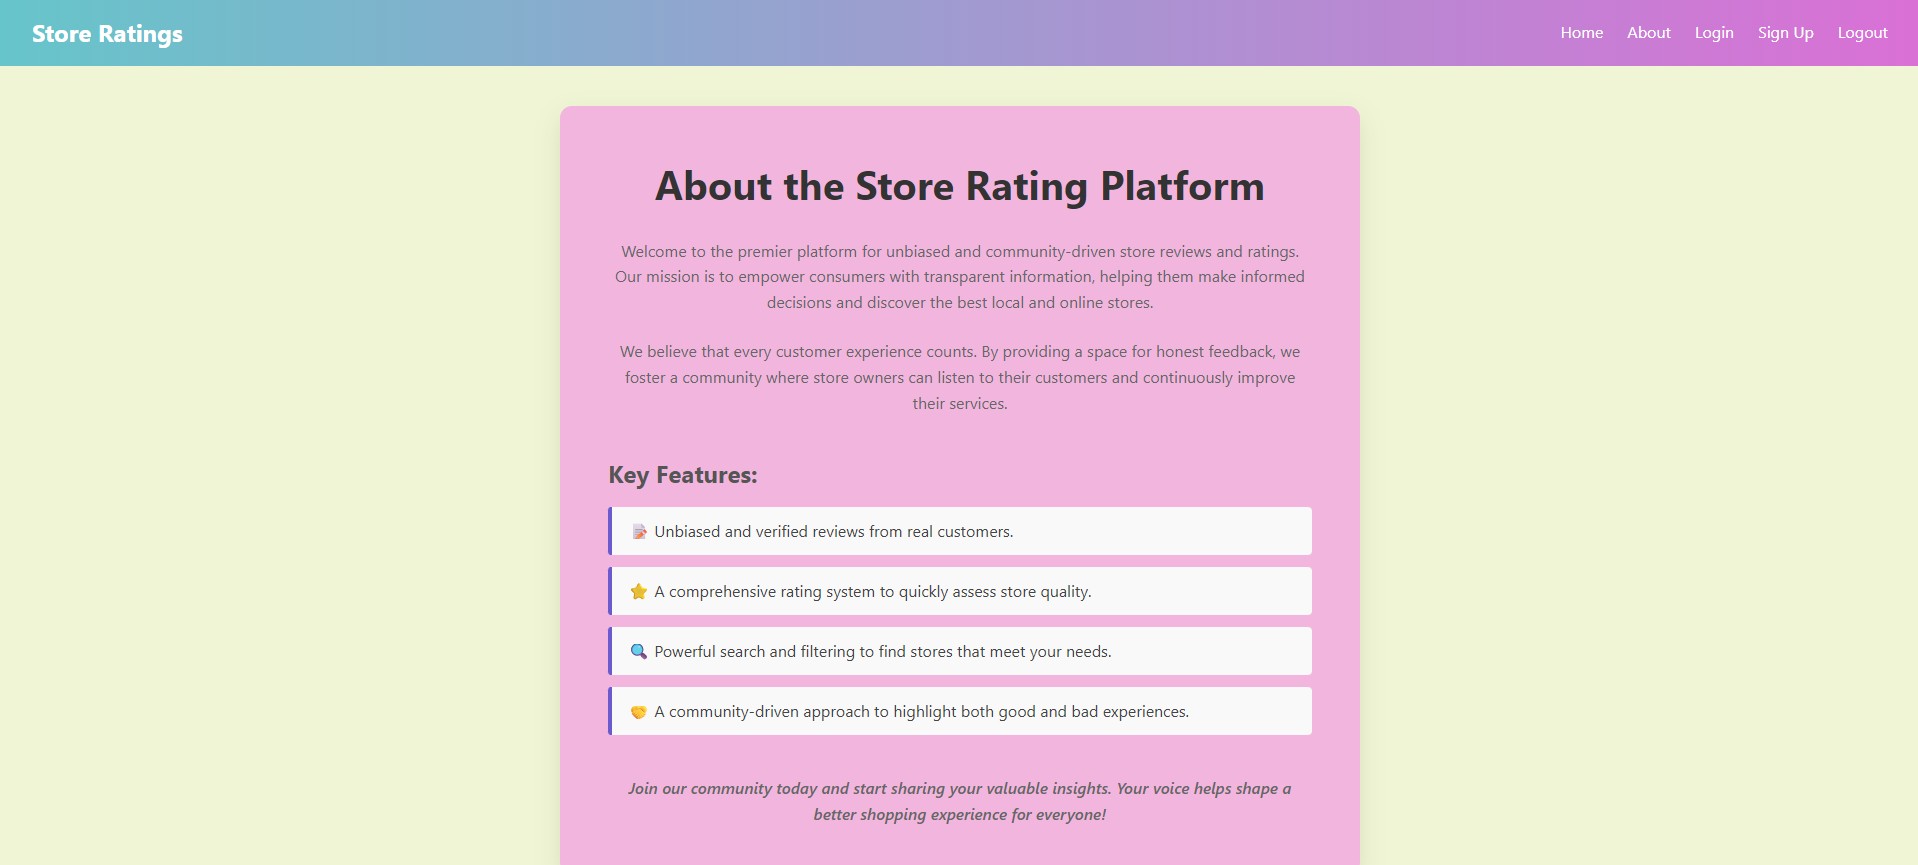 Store Ratings
Home About Login Sign Up Logout
About the Store Rating Platform
Welcome to the premier platform for unbiased and community-driven store reviews and ratings.
Our mission is to empower consumers with transparent information, helping them make informed
decisions and discover the best local and online stores.
We believe that every customer experience counts. By providing a space for honest feedback, we
foster a community where store owners can listen to their customers and continuously improve
their services.
Key Features:
📝 Unbiased and verified reviews from real customers.
⭐ A comprehensive rating system to quickly assess store quality.
🔍 Powerful search and filtering to find stores that meet your needs.
🤝 A community-driven approach to highlight both good and bad experiences.
Join our community today and start sharing your valuable insights. Your voice helps shape a
better shopping experience for everyone!